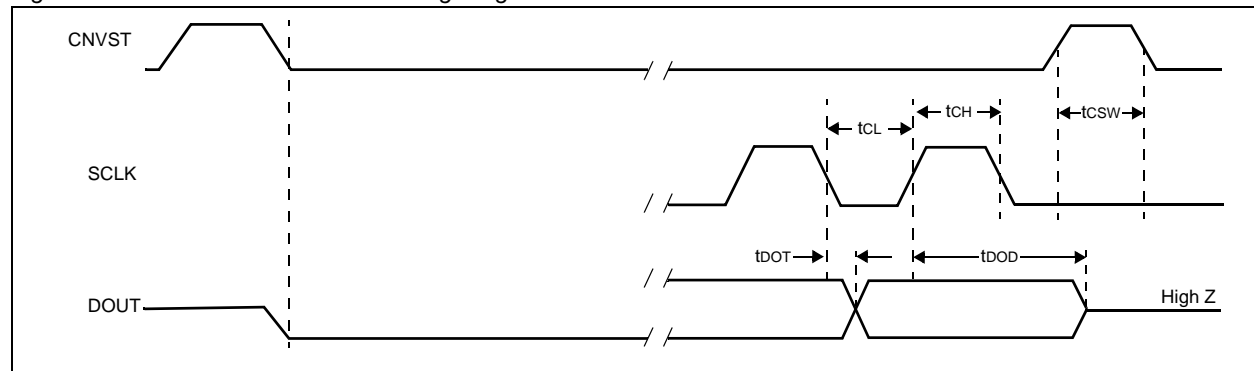 CNVST
tCL
tCH
tCSW
SCLK
tDOT
tDOD
DOUT
High Z